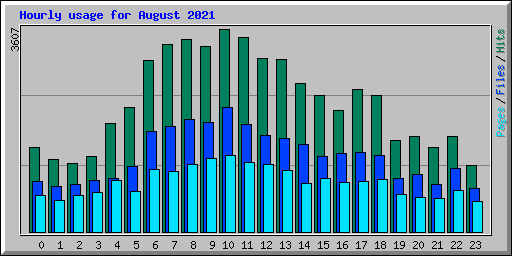 Hourly usage for August 2021
3607
Pages / Files / Hits
0 1 2 3 4 5 6 7 8 9 10 11 12 13 14 15 16 17 18 19 20 21 22 23